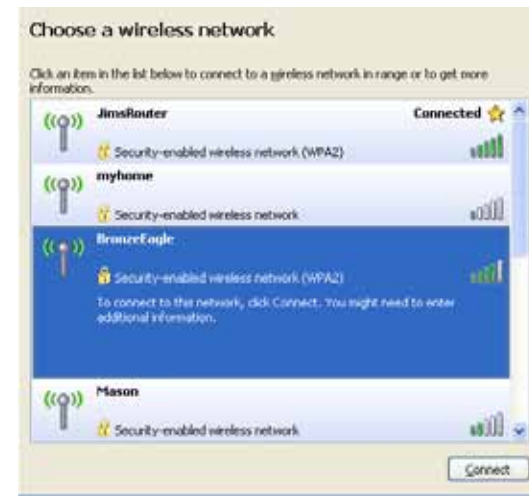 Choose a wireless network
Click an item in the list below to connect to a wireless network in range or to get more
information.
JimsRouter Connected
Security-enabled wireless network (WPA2)
myhome
Security-enabled wireless network
BronzeEagle
Security-enabled wireless network (WPA2)
To connect to this network, click Connect. You might need to enter
additional information.
Mason
Security-enabled wireless network
Connect